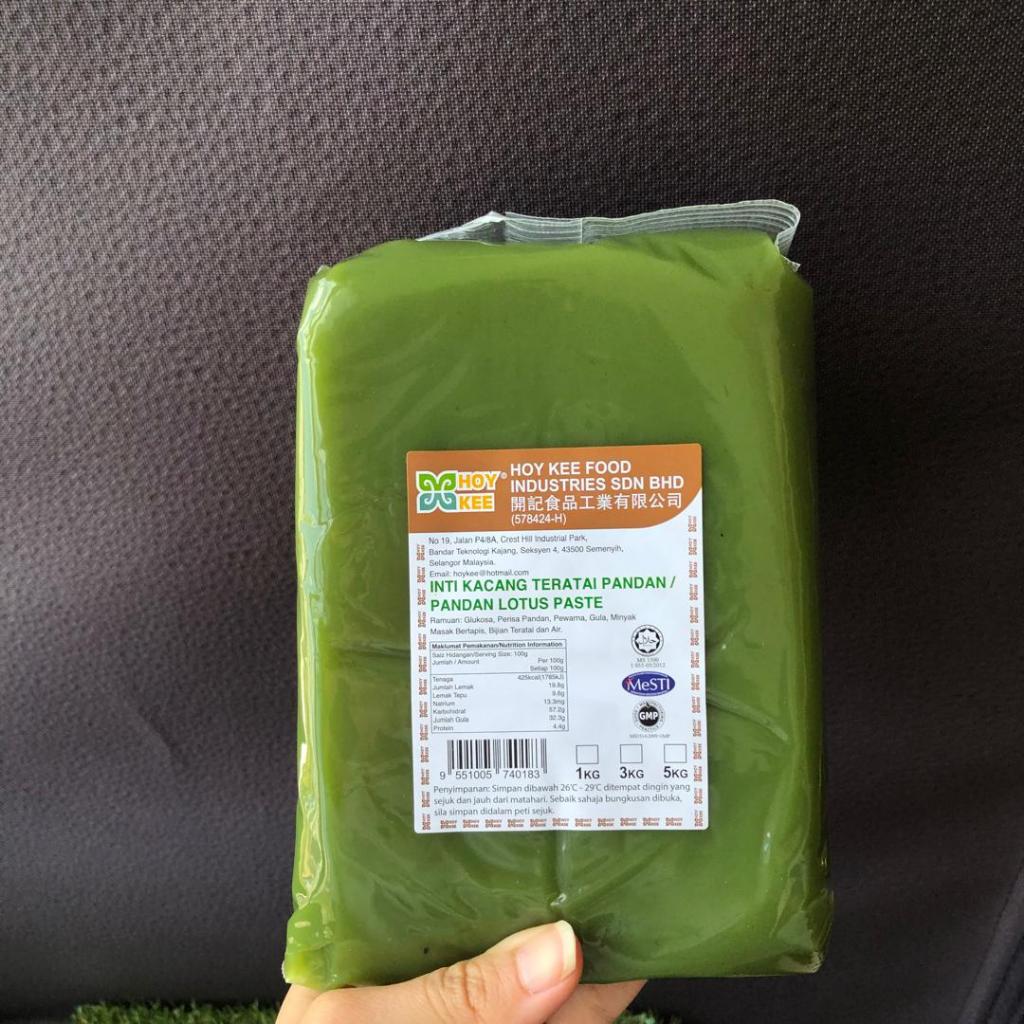 HOY KEE
HOY KEE FOOD
INDUSTRIES SDN BHD
開記食品工業有限公司
(578424-H)
No 19, Jalan P4/8A, Crest Hill Industrial Park,
Bandar Teknologi Kajang, Seksyen 4, 43500 Semenyih,
Selangor Malaysia.
Email: hoykee@hotmail.com
INTI KACANG TERATAI PANDAN /
PANDAN LOTUS PASTE
Ramuan: Glukosa, Perisa Pandan, Pewarna, Gula, Minyak
Masak Bertapis, Bijian Teratai dan Air.
Maklumat Pemakanan/Nutrition Information
Saiz Hidangan/Serving Size: 100g
Jumlah / Amount Per 100g
Setiap 100g
Tenaga 425kcal(1785kJ)
Jumlah Lemak 19.8g
Lemak Tepu 9.6g
Natrium 13.3mg
Karbohidrat 57.2g
Jumlah Gula 32.3g
Protein 4.4g
MS 1500
MeSTI
GMP
9 551005 740183
1KG 3KG 5KG
Penyimpanan: Simpan dibawah 26℃ - 29℃ ditempat dingin yang
sejuk dan jauh dari matahari. Sebaik sahaja bungkusan dibuka,
sila simpan didalam peti sejuk.